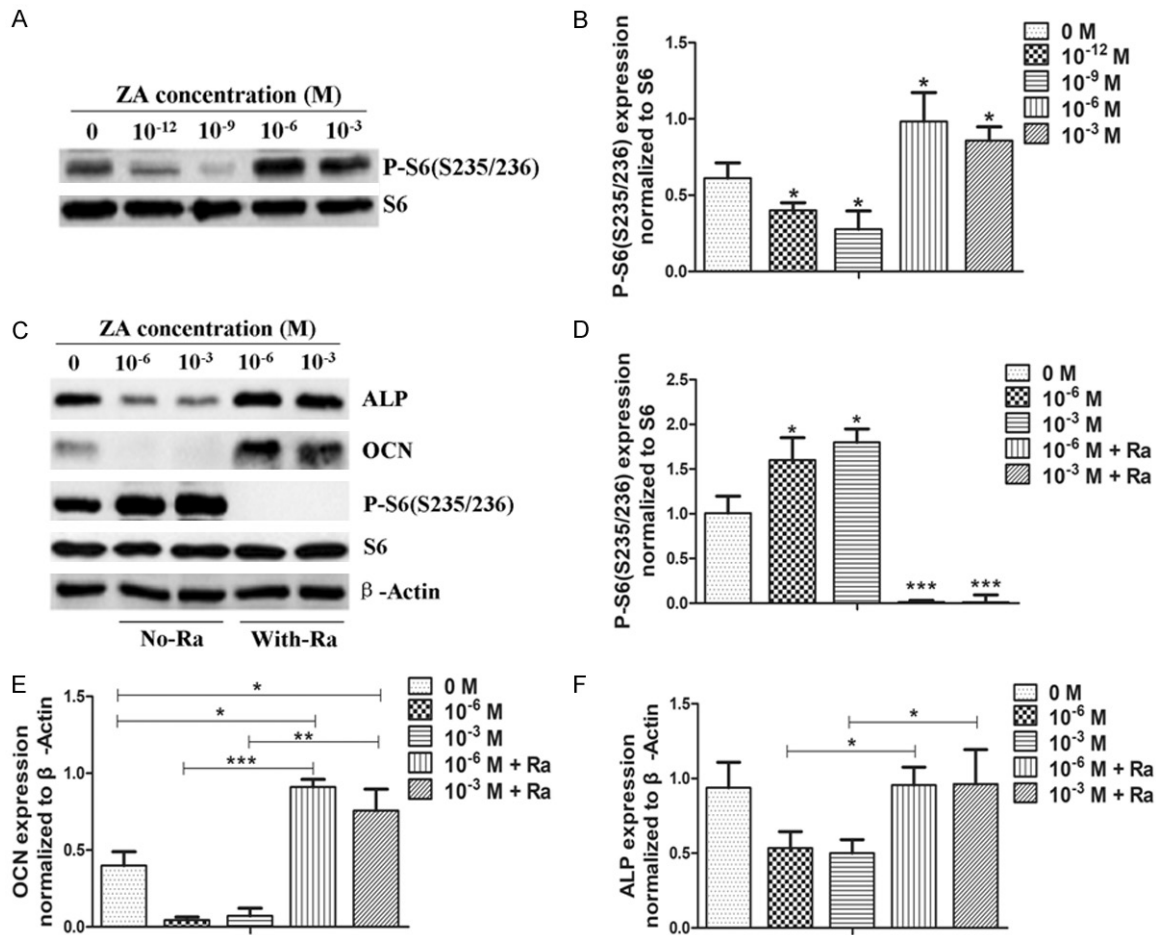 A
ZA concentration (M)
0 10⁻¹² 10⁻⁹ 10⁻⁶ 10⁻³
P-S6(S235/236)
S6
B
P-S6(S235/236) expression
normalized to S6
1.5
1.0
0.5
0.0
*
*
*
*
0 M
10⁻¹² M
10⁻⁹ M
10⁻⁶ M
10⁻³ M
C
ZA concentration (M)
0 10⁻⁶ 10⁻³ 10⁻⁶ 10⁻³
ALP
OCN
P-S6(S235/236)
S6
β-Actin
No-Ra With-Ra
D
P-S6(S235/236) expression
normalized to S6
2.5
2.0
1.5
1.0
0.5
0.0
*
*
***
***
0 M
10⁻⁶ M
10⁻³ M
10⁻⁶ M + Ra
10⁻³ M + Ra
E
OCN expression
normalized to β -Actin
1.5
1.0
0.5
0.0
*
*
**
***
0 M
10⁻⁶ M
10⁻³ M
10⁻⁶ M + Ra
10⁻³ M + Ra
F
ALP expression
normalized to β -Actin
1.5
1.0
0.5
0.0
*
*
0 M
10⁻⁶ M
10⁻³ M
10⁻⁶ M + Ra
10⁻³ M + Ra